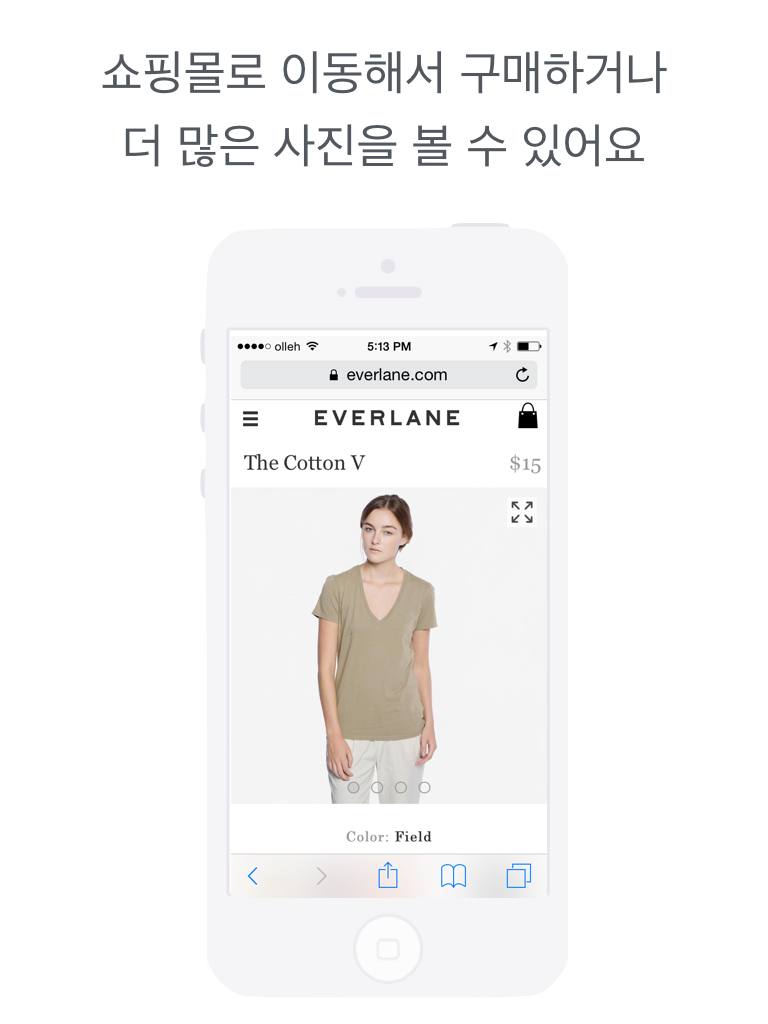 쇼핑몰로 이동해서 구매하거나
더 많은 사진을 볼 수 있어요
olleh 5:13 PM
everlane.com
EVERLANE
The Cotton V $15
Color: Field